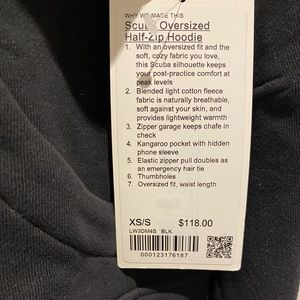 WHY WE MADE THIS
Scuba Oversized
Half-Zip Hoodie
1. With an oversized fit and the
soft, cozy fabric you love,
this Scuba silhouette keeps
your post-practice comfort at
peak levels
2. Blended light cotton fleece
fabric is naturally breathable,
soft against your skin, and
provides lightweight warmth
3. Zipper garage keeps chafe in
check
4. Kangaroo pocket with hidden
phone sleeve
5. Elastic zipper pull doubles as
an emergency hair tie
6. Thumbholes
7. Oversized fit, waist length
XS/S $118.00
LW3DM4S BLK
000123176187